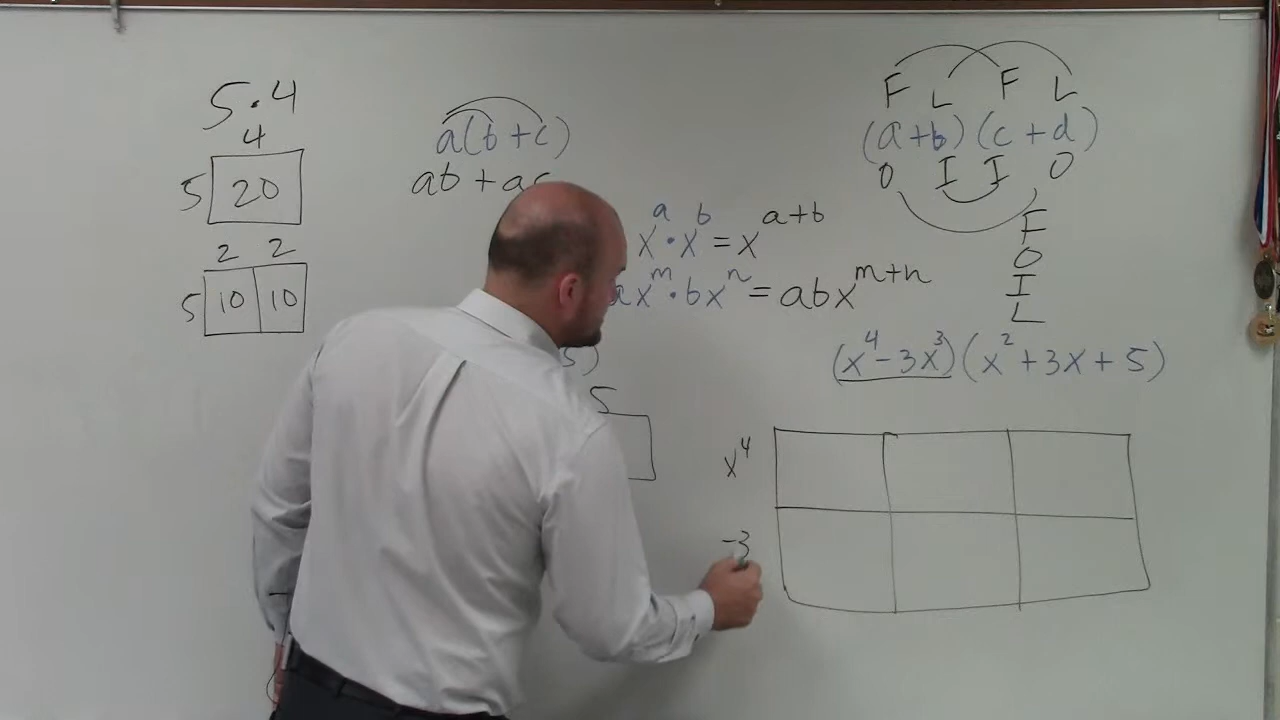 5·4
4
5 20
2 2
5 10 10
a(b+c)
ab + ac
x^a · x^b = x^{a+b}
ax^m · bx^n = abx^{m+n}
5)
5
F L F L
(a+b)(c+d)
O I I O
F
O
I
L
(x^4-3x^3)(x^2+3x+5)
x^4
-3